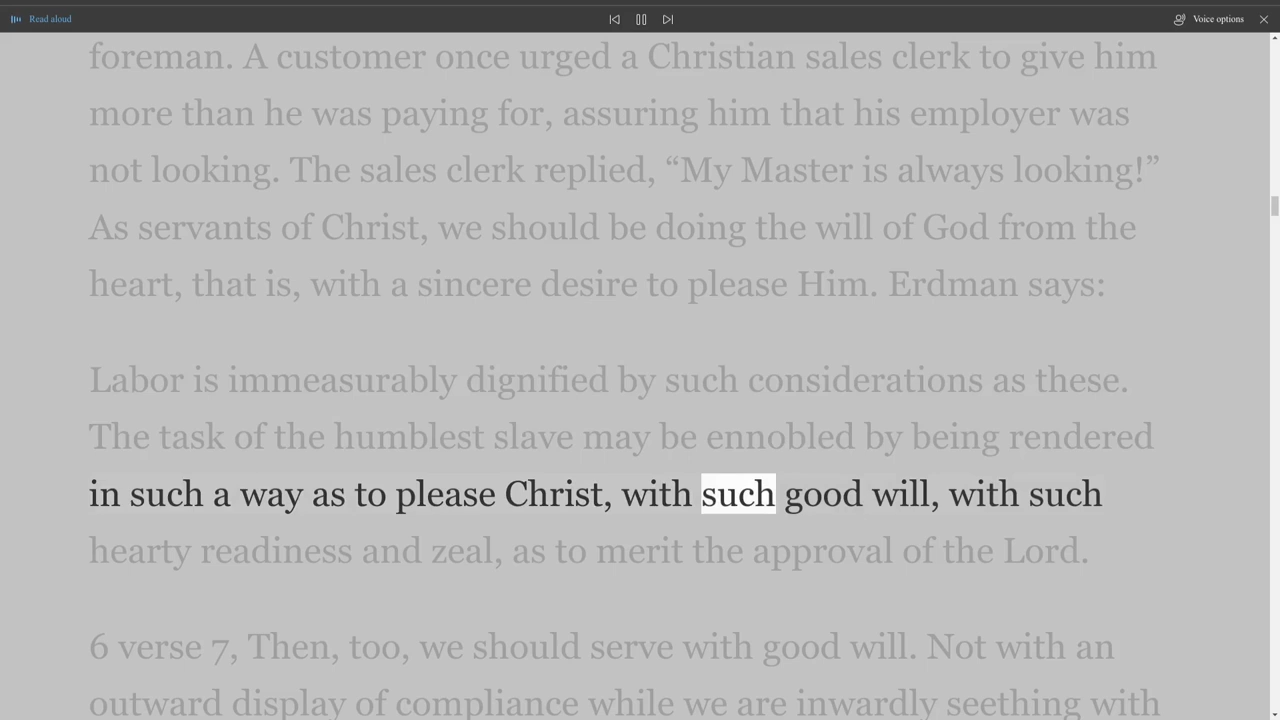 Read aloud
Voice options
foreman. A customer once urged a Christian sales clerk to give him
more than he was paying for, assuring him that his employer was
not looking. The sales clerk replied, “My Master is always looking!”
As servants of Christ, we should be doing the will of God from the
heart, that is, with a sincere desire to please Him. Erdman says:
Labor is immeasurably dignified by such considerations as these.
The task of the humblest slave may be ennobled by being rendered
in such a way as to please Christ, with such good will, with such
hearty readiness and zeal, as to merit the approval of the Lord.
6 verse 7, Then, too, we should serve with good will. Not with an
outward display of compliance while we are inwardly seething with